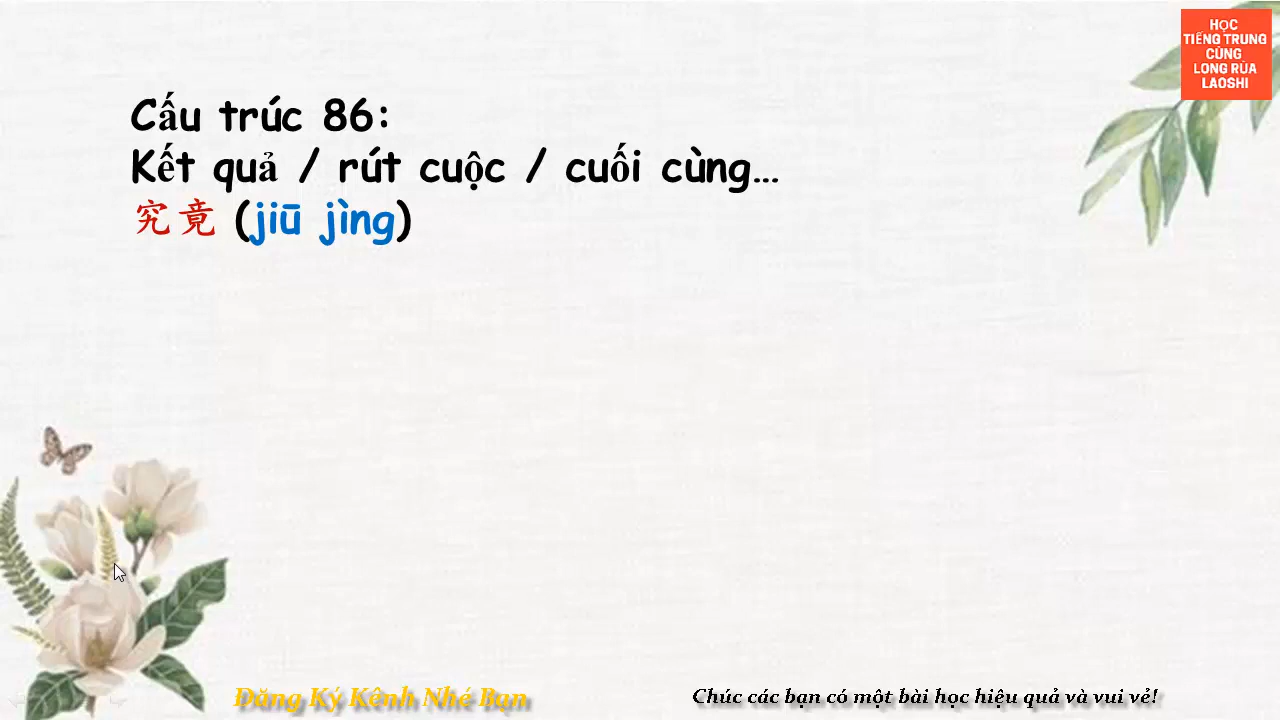 HỌC
TIẾNG TRUNG
CÙNG
LONG RÙA
LAOSHI
Cấu trúc 86:
Kết quả / rút cuộc / cuối cùng...
究竟 (jiū jìng)
Đăng Ký Kênh Nhé Bạn
Chúc các bạn có một bài học hiệu quả và vui vẻ!